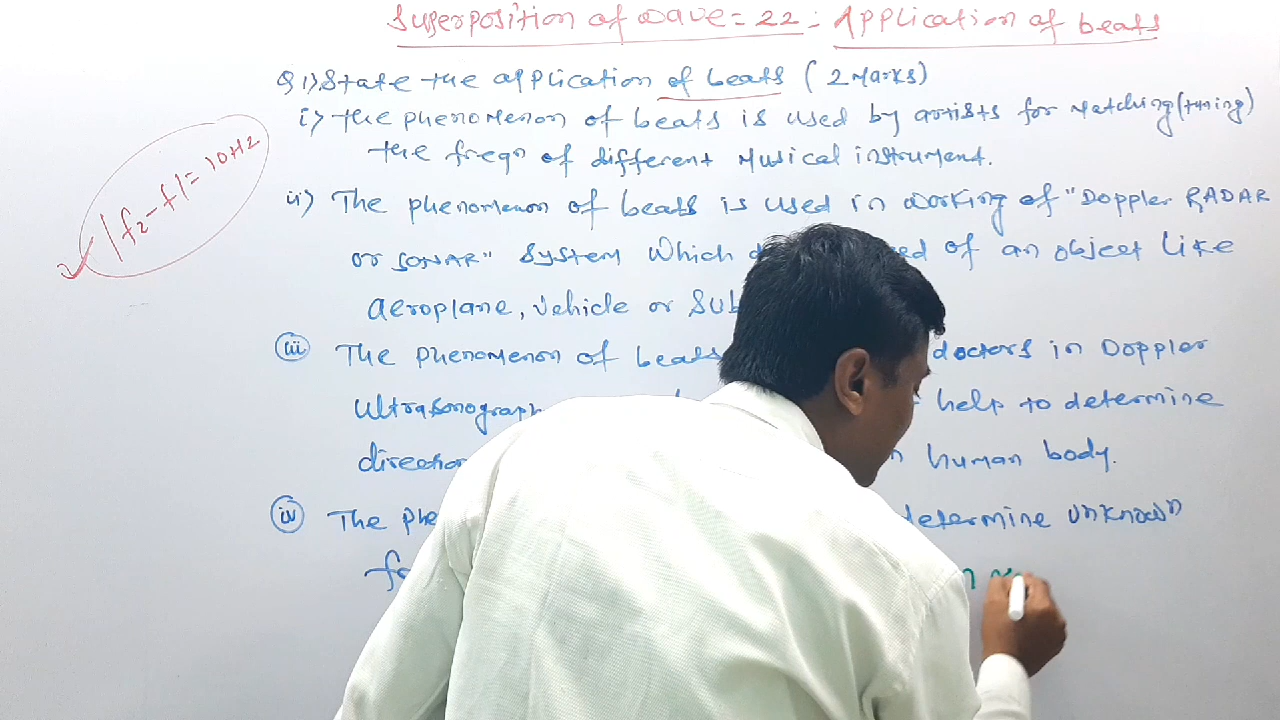 Superposition of wave = 22 : Application of beats
Q 1) State the application of beats ( 2 Marks)
i) the phenomenon of beats is used by artists for Matching (tuning)
the freqn of different Musical instrument.
ii) The phenomenon of beats is used in working of "Doppler RADAR
or SONAR" system which of an object like
aeroplane, vehicle or
iii) The phenomenon of beats doctors in Doppler
help to determine
human body.
iv) The determine unknown
|f2 - f1| = 10Hz